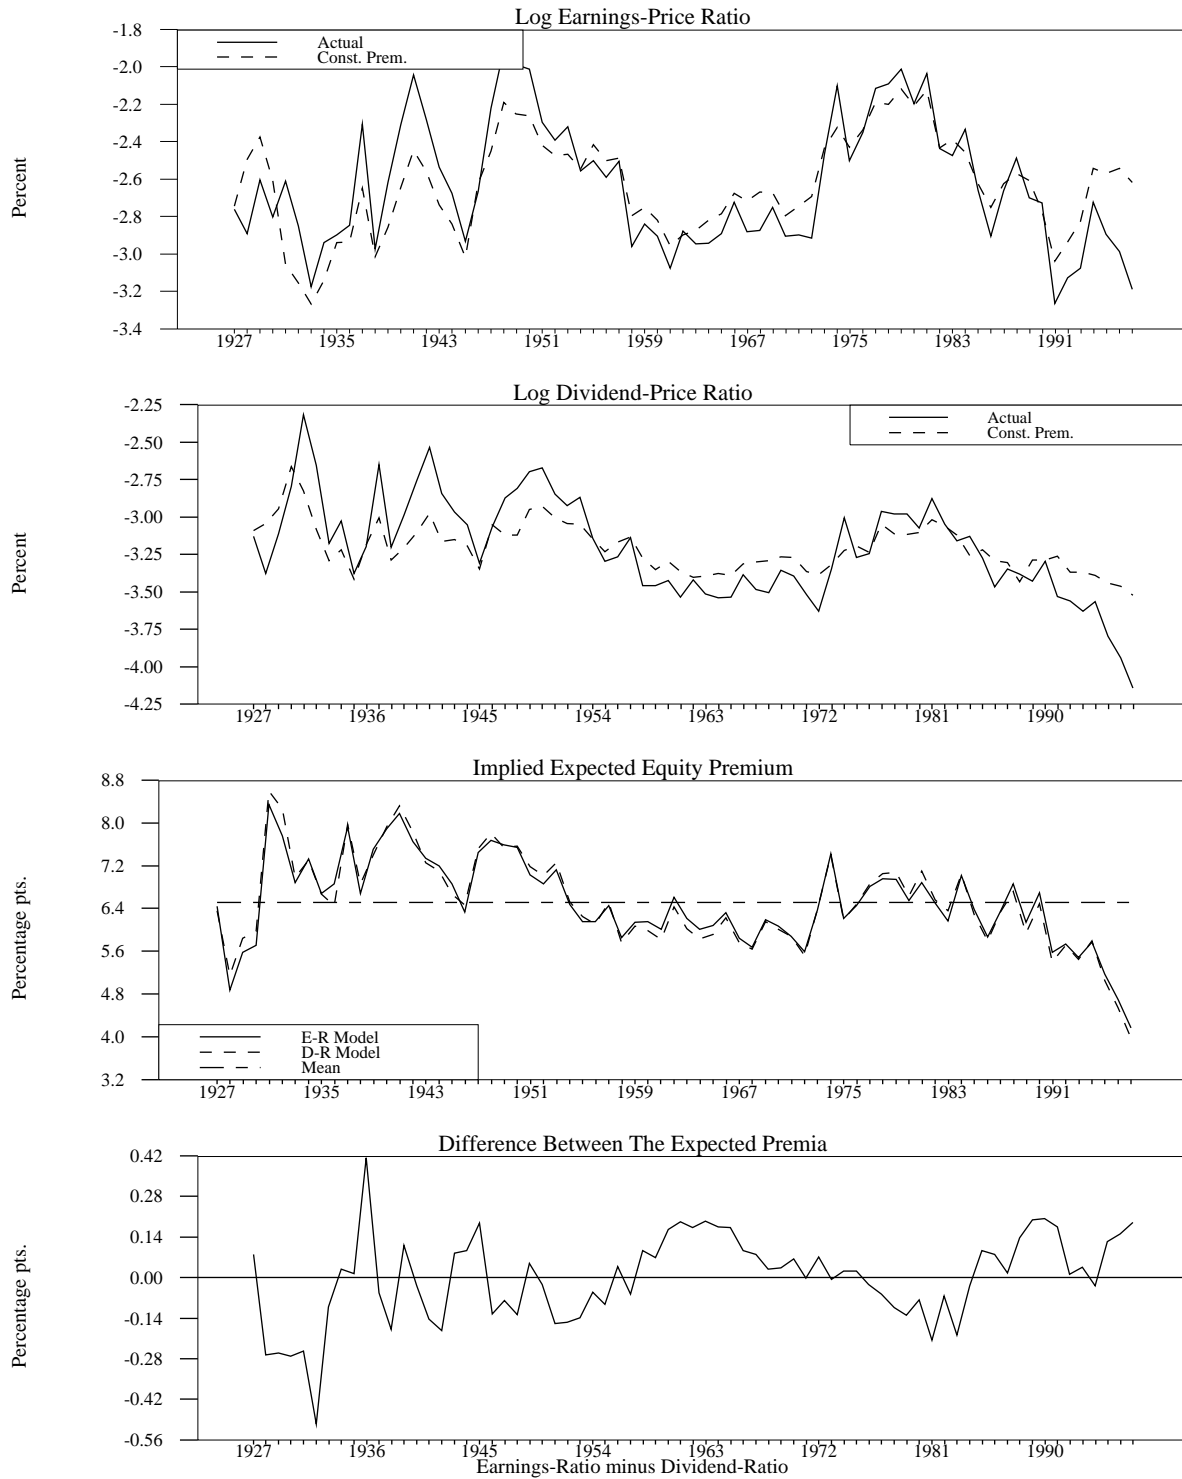 Log Earnings-Price Ratio
-1.8
Actual
Const. Prem.
-2.0
-2.2
-2.4
Percent
-2.6
-2.8
-3.0
-3.2
-3.4
1927 1935 1943 1951 1959 1967 1975 1983 1991
Log Dividend-Price Ratio
-2.25
Actual
Const. Prem.
-2.50
-2.75
-3.00
Percent
-3.25
-3.50
-3.75
-4.00
-4.25
1927 1936 1945 1954 1963 1972 1981 1990
Implied Expected Equity Premium
8.8
8.0
7.2
6.4
Percentage pts.
5.6
4.8
4.0
E-R Model
D-R Model
Mean
3.2
1927 1935 1943 1951 1959 1967 1975 1983 1991
Difference Between The Expected Premia
0.42
0.28
0.14
0.00
Percentage pts.
-0.14
-0.28
-0.42
-0.56
1927 1936 1945 1954 1963 1972 1981 1990
Earnings-Ratio minus Dividend-Ratio